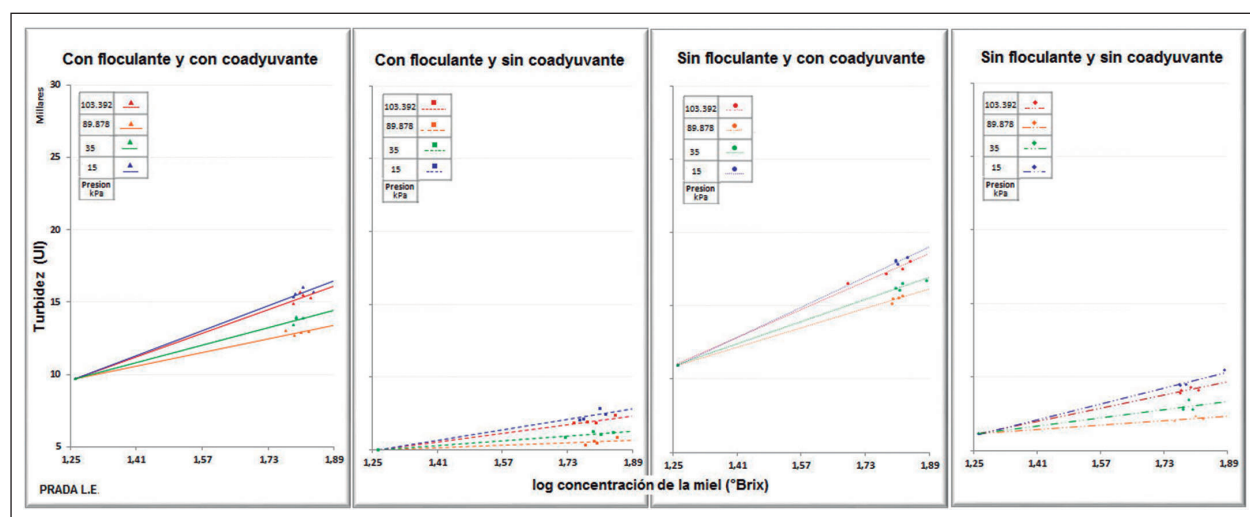 Con floculante y con coadyuvante
Millares
Turbidez (UI)
30
25
20
15
10
5
103.392
89.878
35
15
Presion
kPa
1,25 1,41 1,57 1,73 1,89
PRADA L.E.
Con floculante y sin coadyuvante
103.392
89.878
35
15
Presion
kPa
1,25 1,41 1,57 1,73 1,89
Sin floculante y con coadyuvante
103.392
89.878
35
15
Presion
kPa
1,25 1,41 1,57 1,73 1,89
Sin floculante y sin coadyuvante
103.392
89.878
35
15
Presion
kPa
1,25 1,41 1,57 1,73 1,89
log concentración de la miel (°Brix)